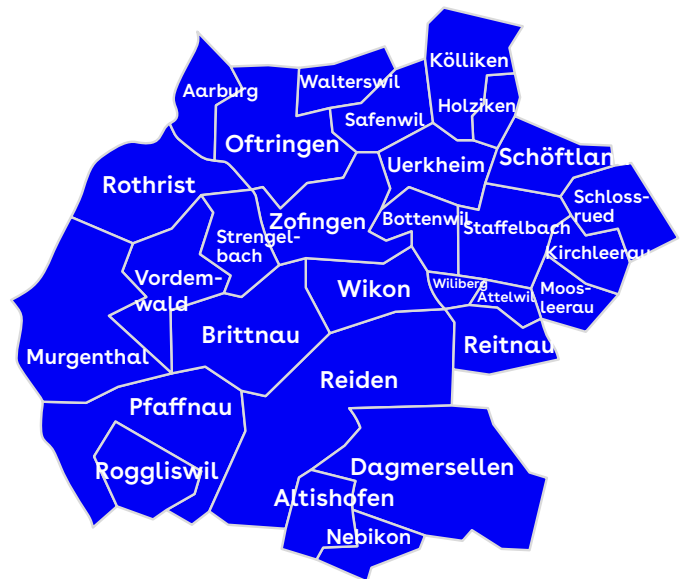 Kölliken
Walterswil
Aarburg
Holziken
Safenwil
Oftringen
Schöftlan
Uerkheim
Rothrist
Schloss-
rued
Zofingen
Bottenwil
Staffelbach
Strengel-
bach
Kirchleerau
Vordem-
wald
Wikon
Wiliberg
Attelwil
Moos-
leerau
Brittnau
Reitnau
Murgenthal
Reiden
Pfaffnau
Roggliswil
Dagmersellen
Altishofen
Nebikon